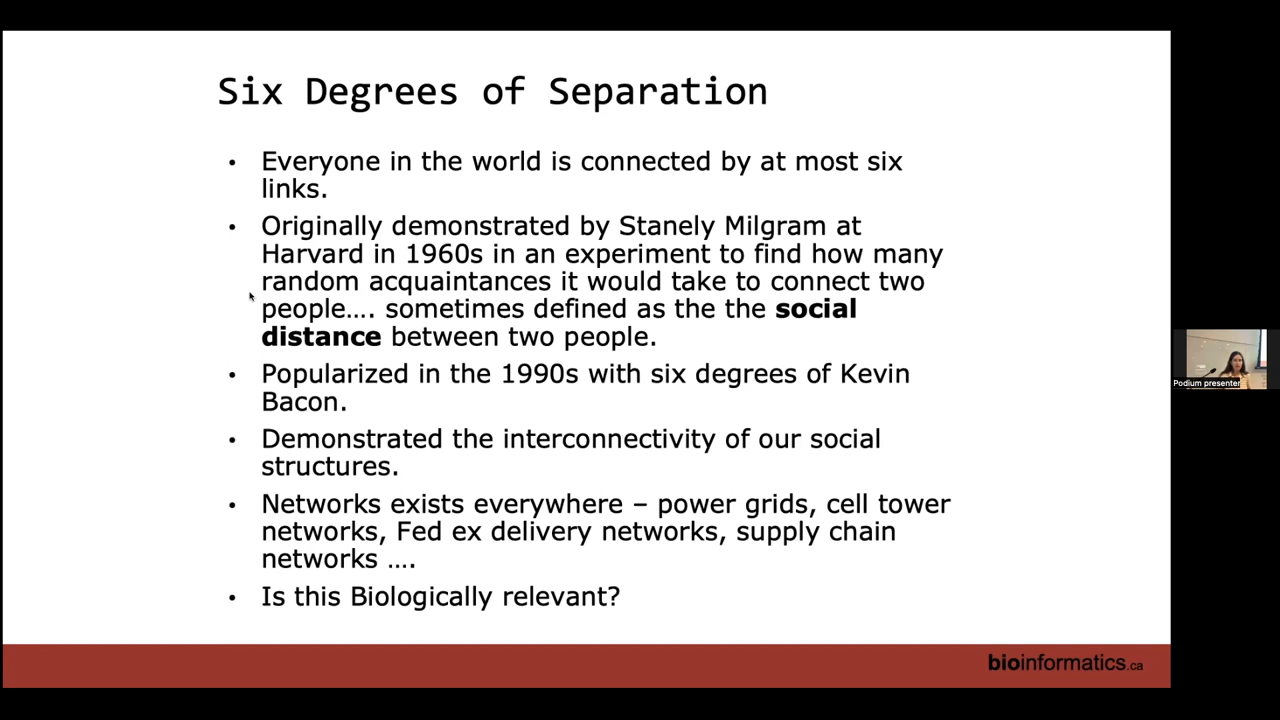 Six Degrees of Separation
• Everyone in the world is connected by at most six
links.
• Originally demonstrated by Stanely Milgram at
Harvard in 1960s in an experiment to find how many
random acquaintances it would take to connect two
people…. sometimes defined as the the social
distance between two people.
• Popularized in the 1990s with six degrees of Kevin
Bacon.
• Demonstrated the interconnectivity of our social
structures.
• Networks exists everywhere – power grids, cell tower
networks, Fed ex delivery networks, supply chain
networks ….
• Is this Biologically relevant?
bioinformatics.ca
Podium presenter